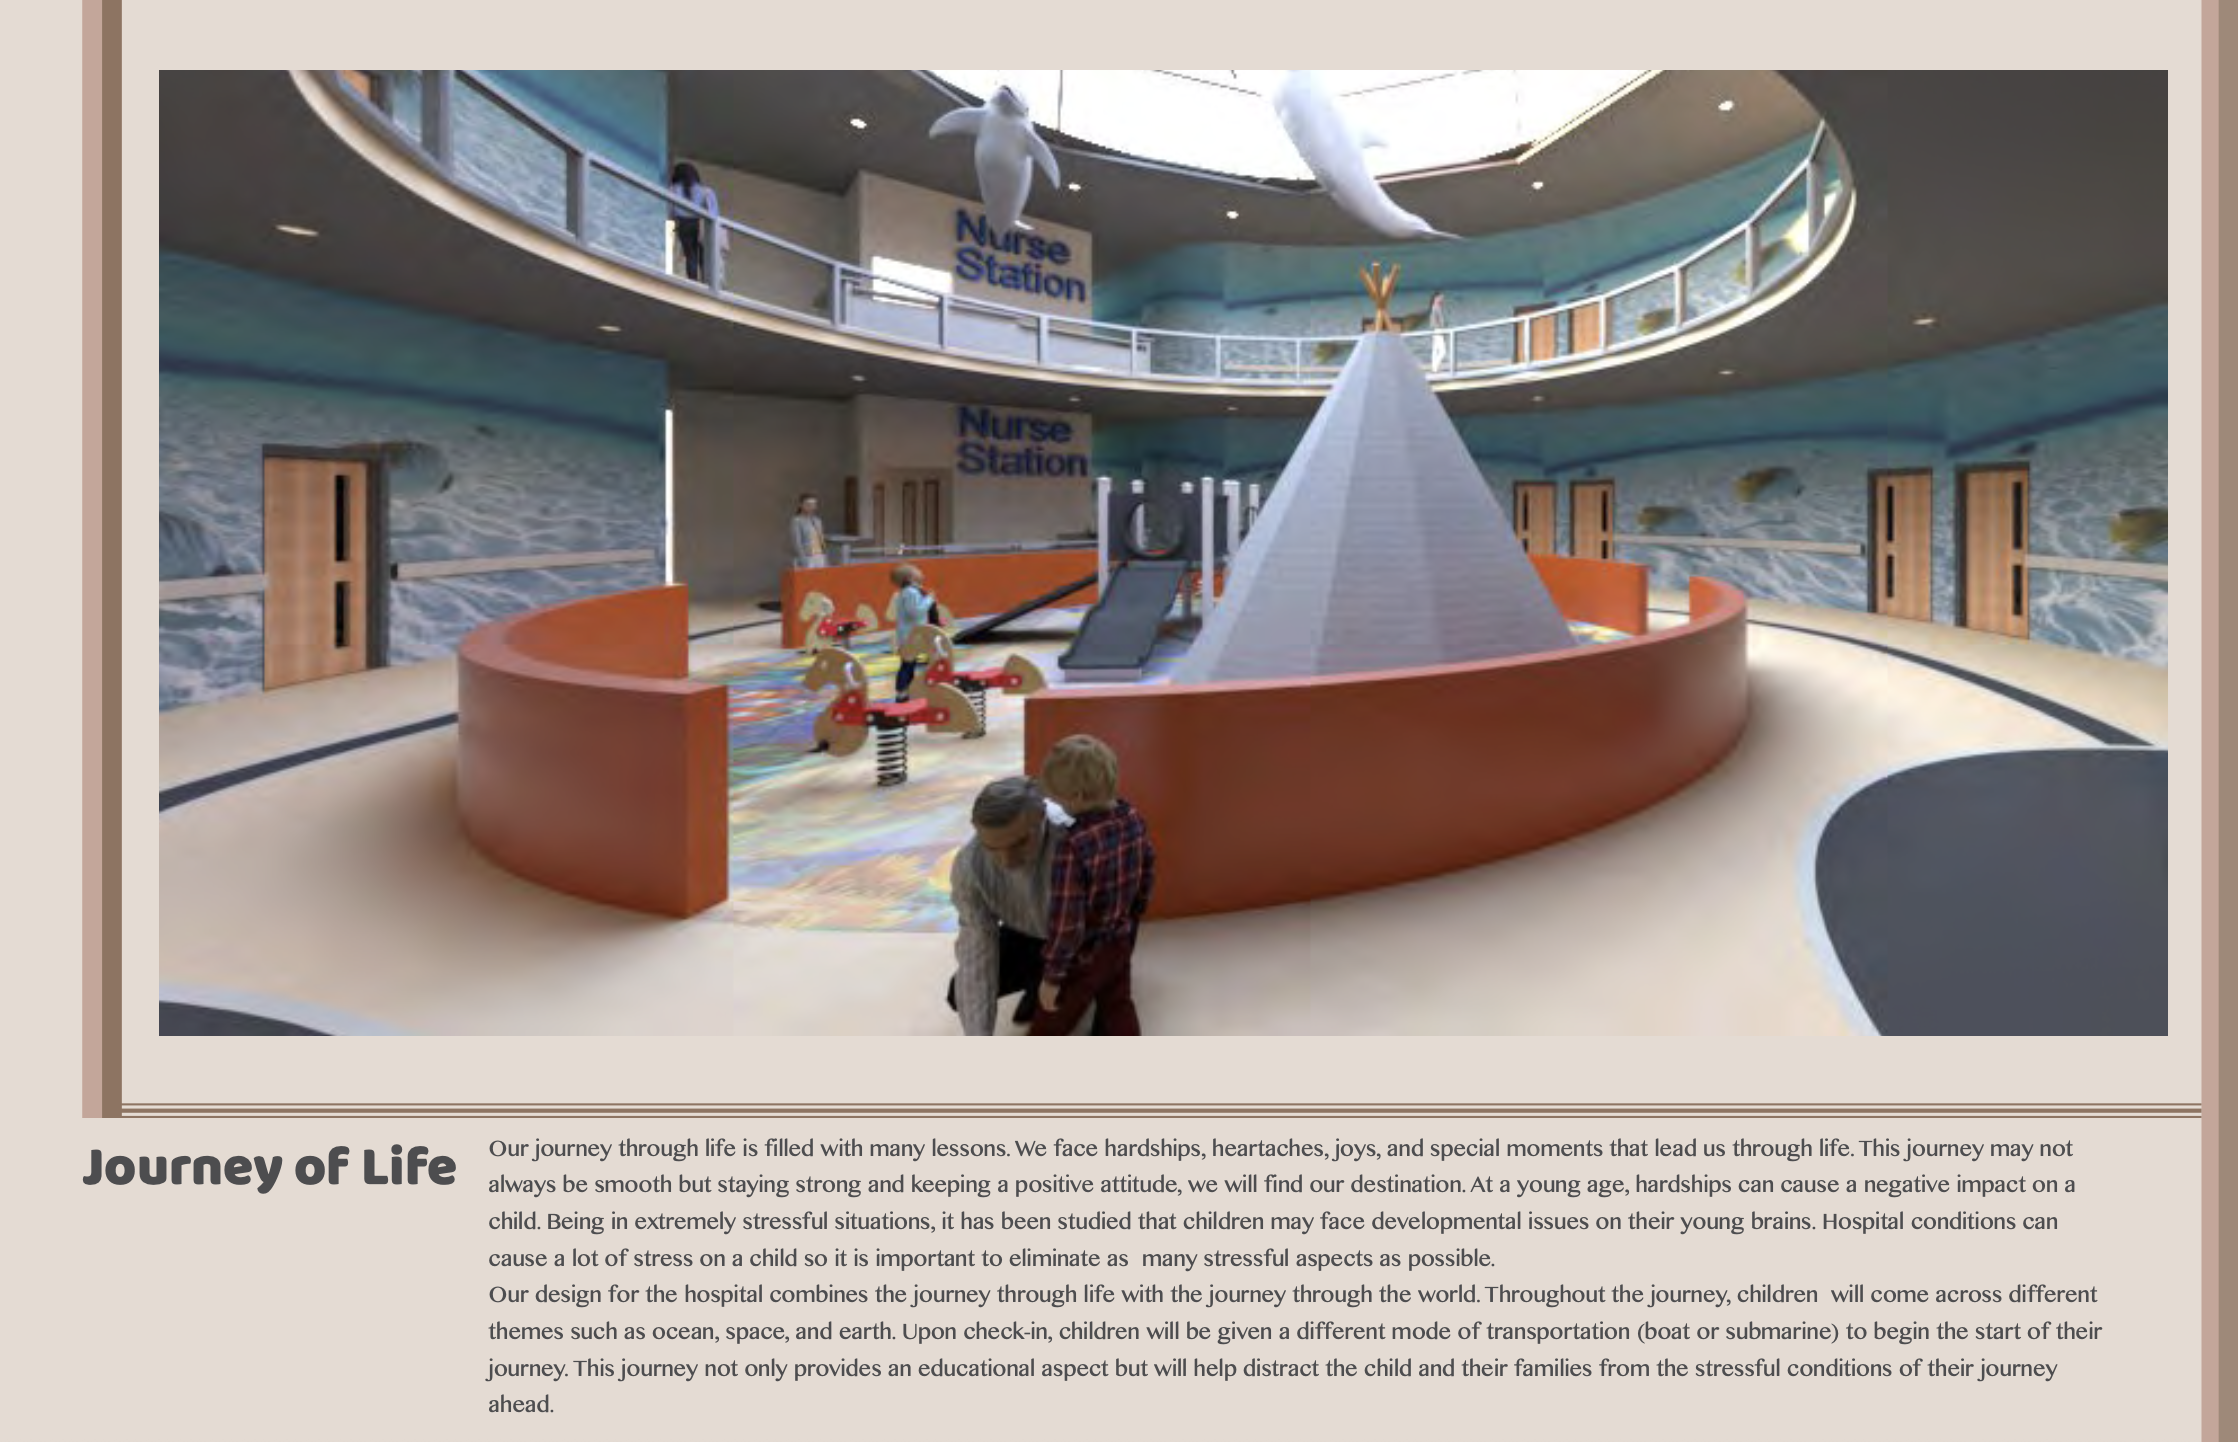 Nurse
Station
Nurse
Station
Journey of Life
Our journey through life is filled with many lessons. We face hardships, heartaches, joys, and special moments that lead us through life. This journey may not
always be smooth but staying strong and keeping a positive attitude, we will find our destination. At a young age, hardships can cause a negative impact on a
child. Being in extremely stressful situations, it has been studied that children may face developmental issues on their young brains. Hospital conditions can
cause a lot of stress on a child so it is important to eliminate as  many stressful aspects as possible.
Our design for the hospital combines the journey through life with the journey through the world. Throughout the journey, children  will come across different
themes such as ocean, space, and earth. Upon check-in, children will be given a different mode of transportation (boat or submarine) to begin the start of their
journey. This journey not only provides an educational aspect but will help distract the child and their families from the stressful conditions of their journey
ahead.